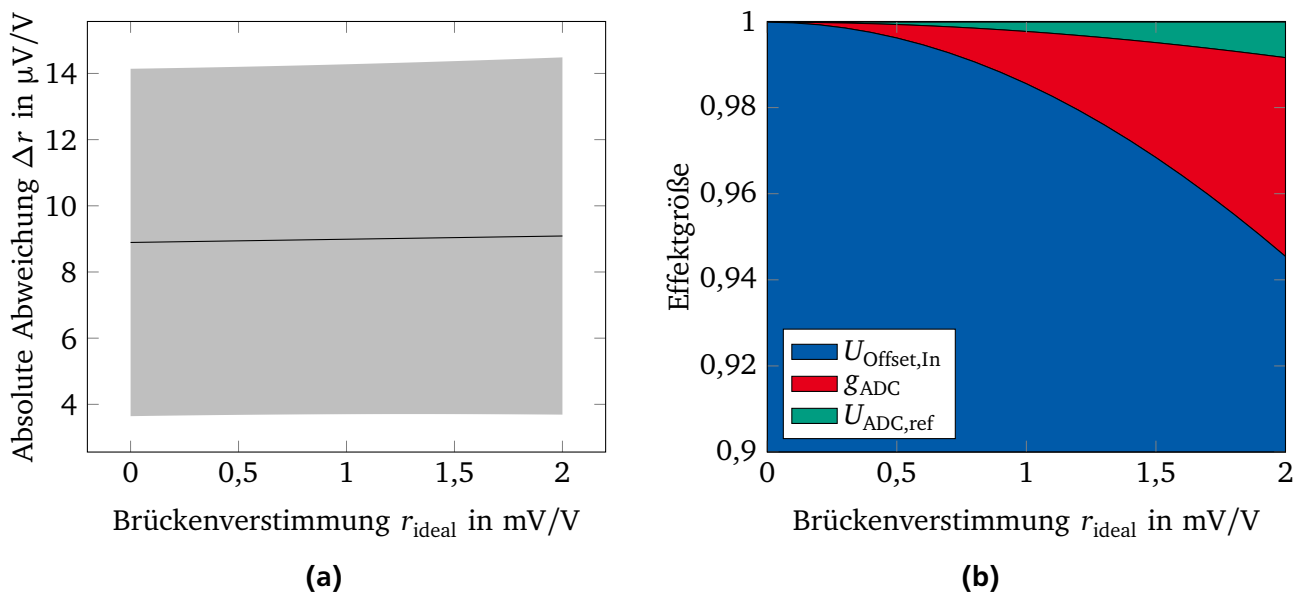 Absolute Abweichung Δr in µV/V
14
12
10
8
6
4
0
0,5
1
1,5
2
Brückenverstimmung r_ideal in mV/V
(a)
Effektgröße
1
0,98
0,96
0,94
0,92
0,9
U_Offset,In
g_ADC
U_ADC,ref
0
0,5
1
1,5
2
Brückenverstimmung r_ideal in mV/V
(b)